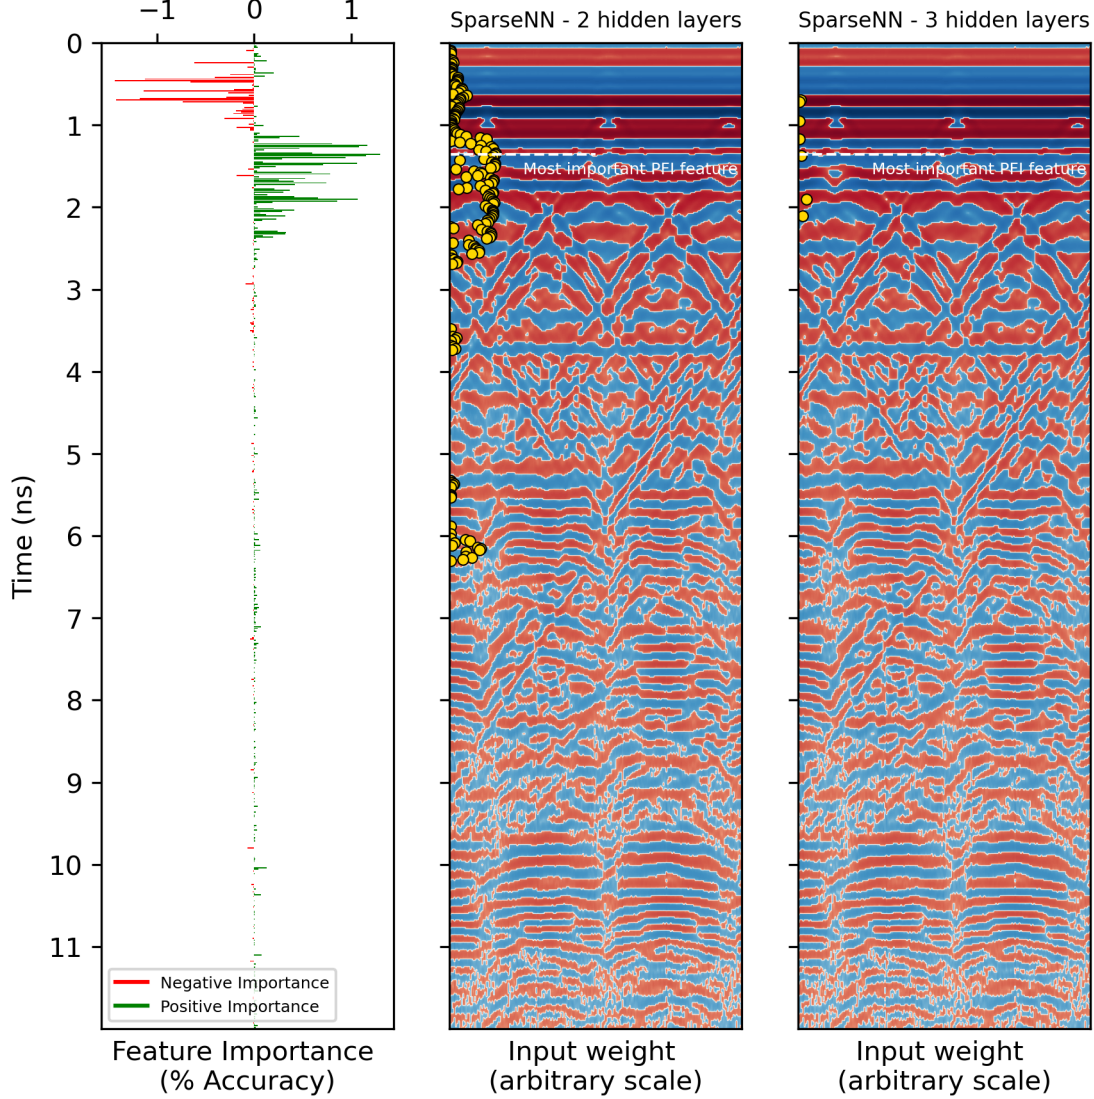 −1 0 1
SparseNN - 2 hidden layers
SparseNN - 3 hidden layers
0
1
2
3
4
5
6
7
8
9
10
11
Time (ns)
Most important PFI feature
Most important PFI feature
Negative Importance
Positive Importance
Feature Importance
(% Accuracy)
Input weight
(arbitrary scale)
Input weight
(arbitrary scale)